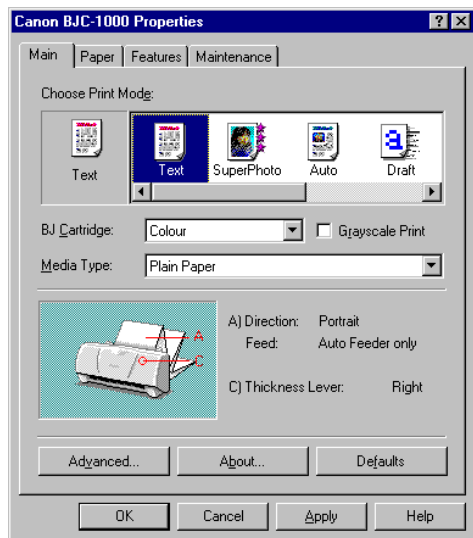 Canon BJC-1000 Properties
Main Paper Features Maintenance
Choose Print Mode:
Text Text SuperPhoto Auto Draft
BJ Cartridge: Colour Grayscale Print
Media Type: Plain Paper
A) Direction: Portrait
Feed: Auto Feeder only
A
C
C) Thickness Lever: Right
Advanced... About... Defaults
OK Cancel Apply Help